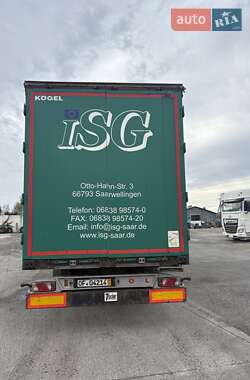 AUTO.RIA
KÖGEL
iSG
Otto-Hahn-Str. 3
66793 Saarwellingen
Telefon: 06838 98574-0
FAX: 06838 98574-20
Email: info@isg-saar.de
www.isg-saar.de